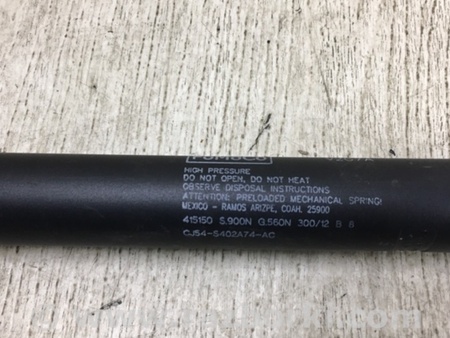 HIGH PRESSURE
DO NOT OPEN, DO NOT HEAT
OBSERVE DISPOSAL INSTRUCTIONS
ATTENTION: PRELOADED MECHANICAL SPRING!
MEXICO - RAMOS ARIZPE, COAH. 25900
415150 S.900N G.560N 300/12 B 8
CJ54-S402A74-AC